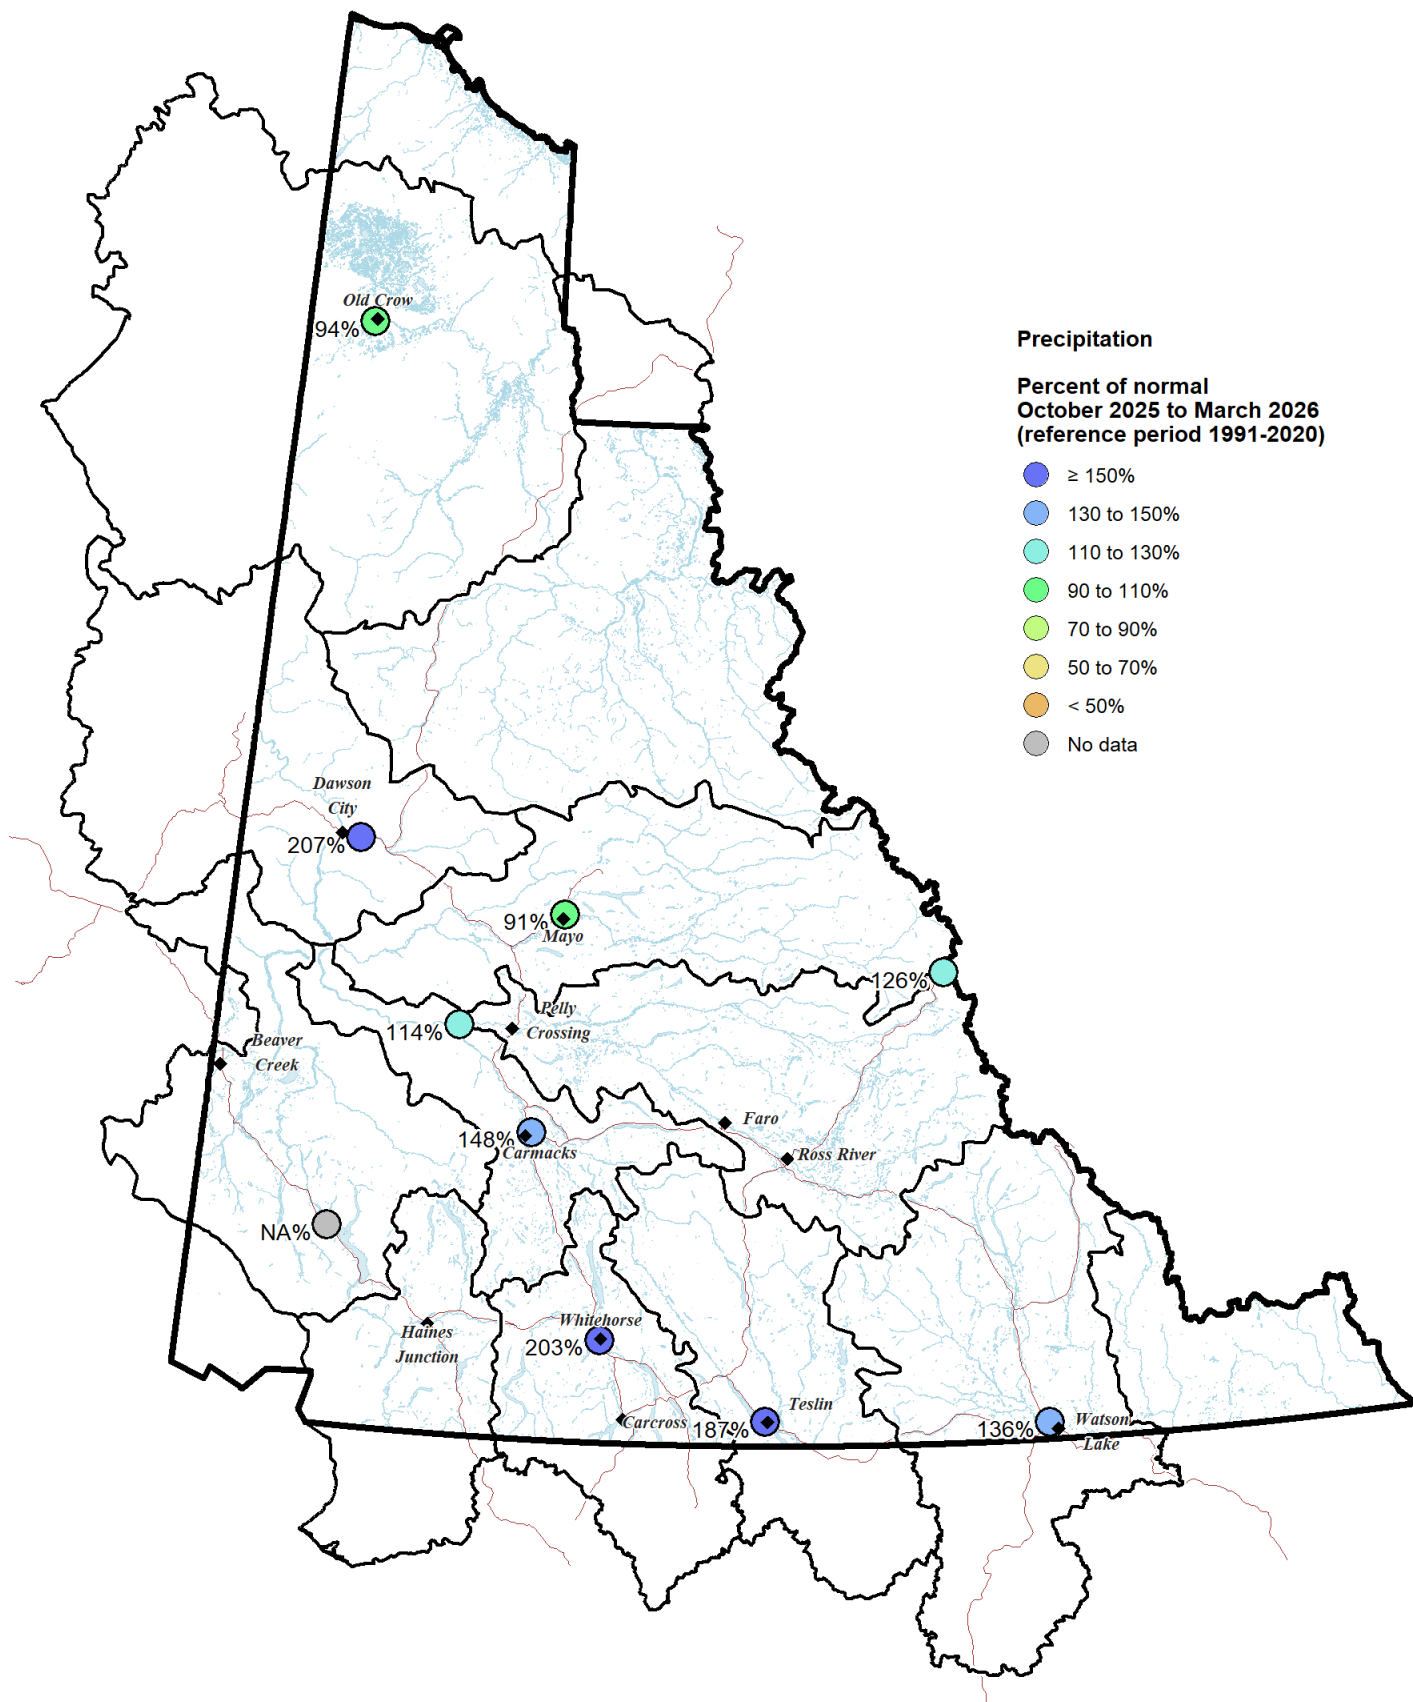 Old Crow
94%
Precipitation
Percent of normal
October 2025 to March 2026
(reference period 1991-2020)
≥ 150%
130 to 150%
110 to 130%
90 to 110%
70 to 90%
50 to 70%
< 50%
No data
Dawson
City
207%
91%
Mayo
126%
Pelly
Crossing
114%
Beaver
Creek
Faro
148%
Carmacks
Ross River
NA%
Whitehorse
203%
Haines
Junction
Teslin
187%
Carcross
136%
Watson
Lake